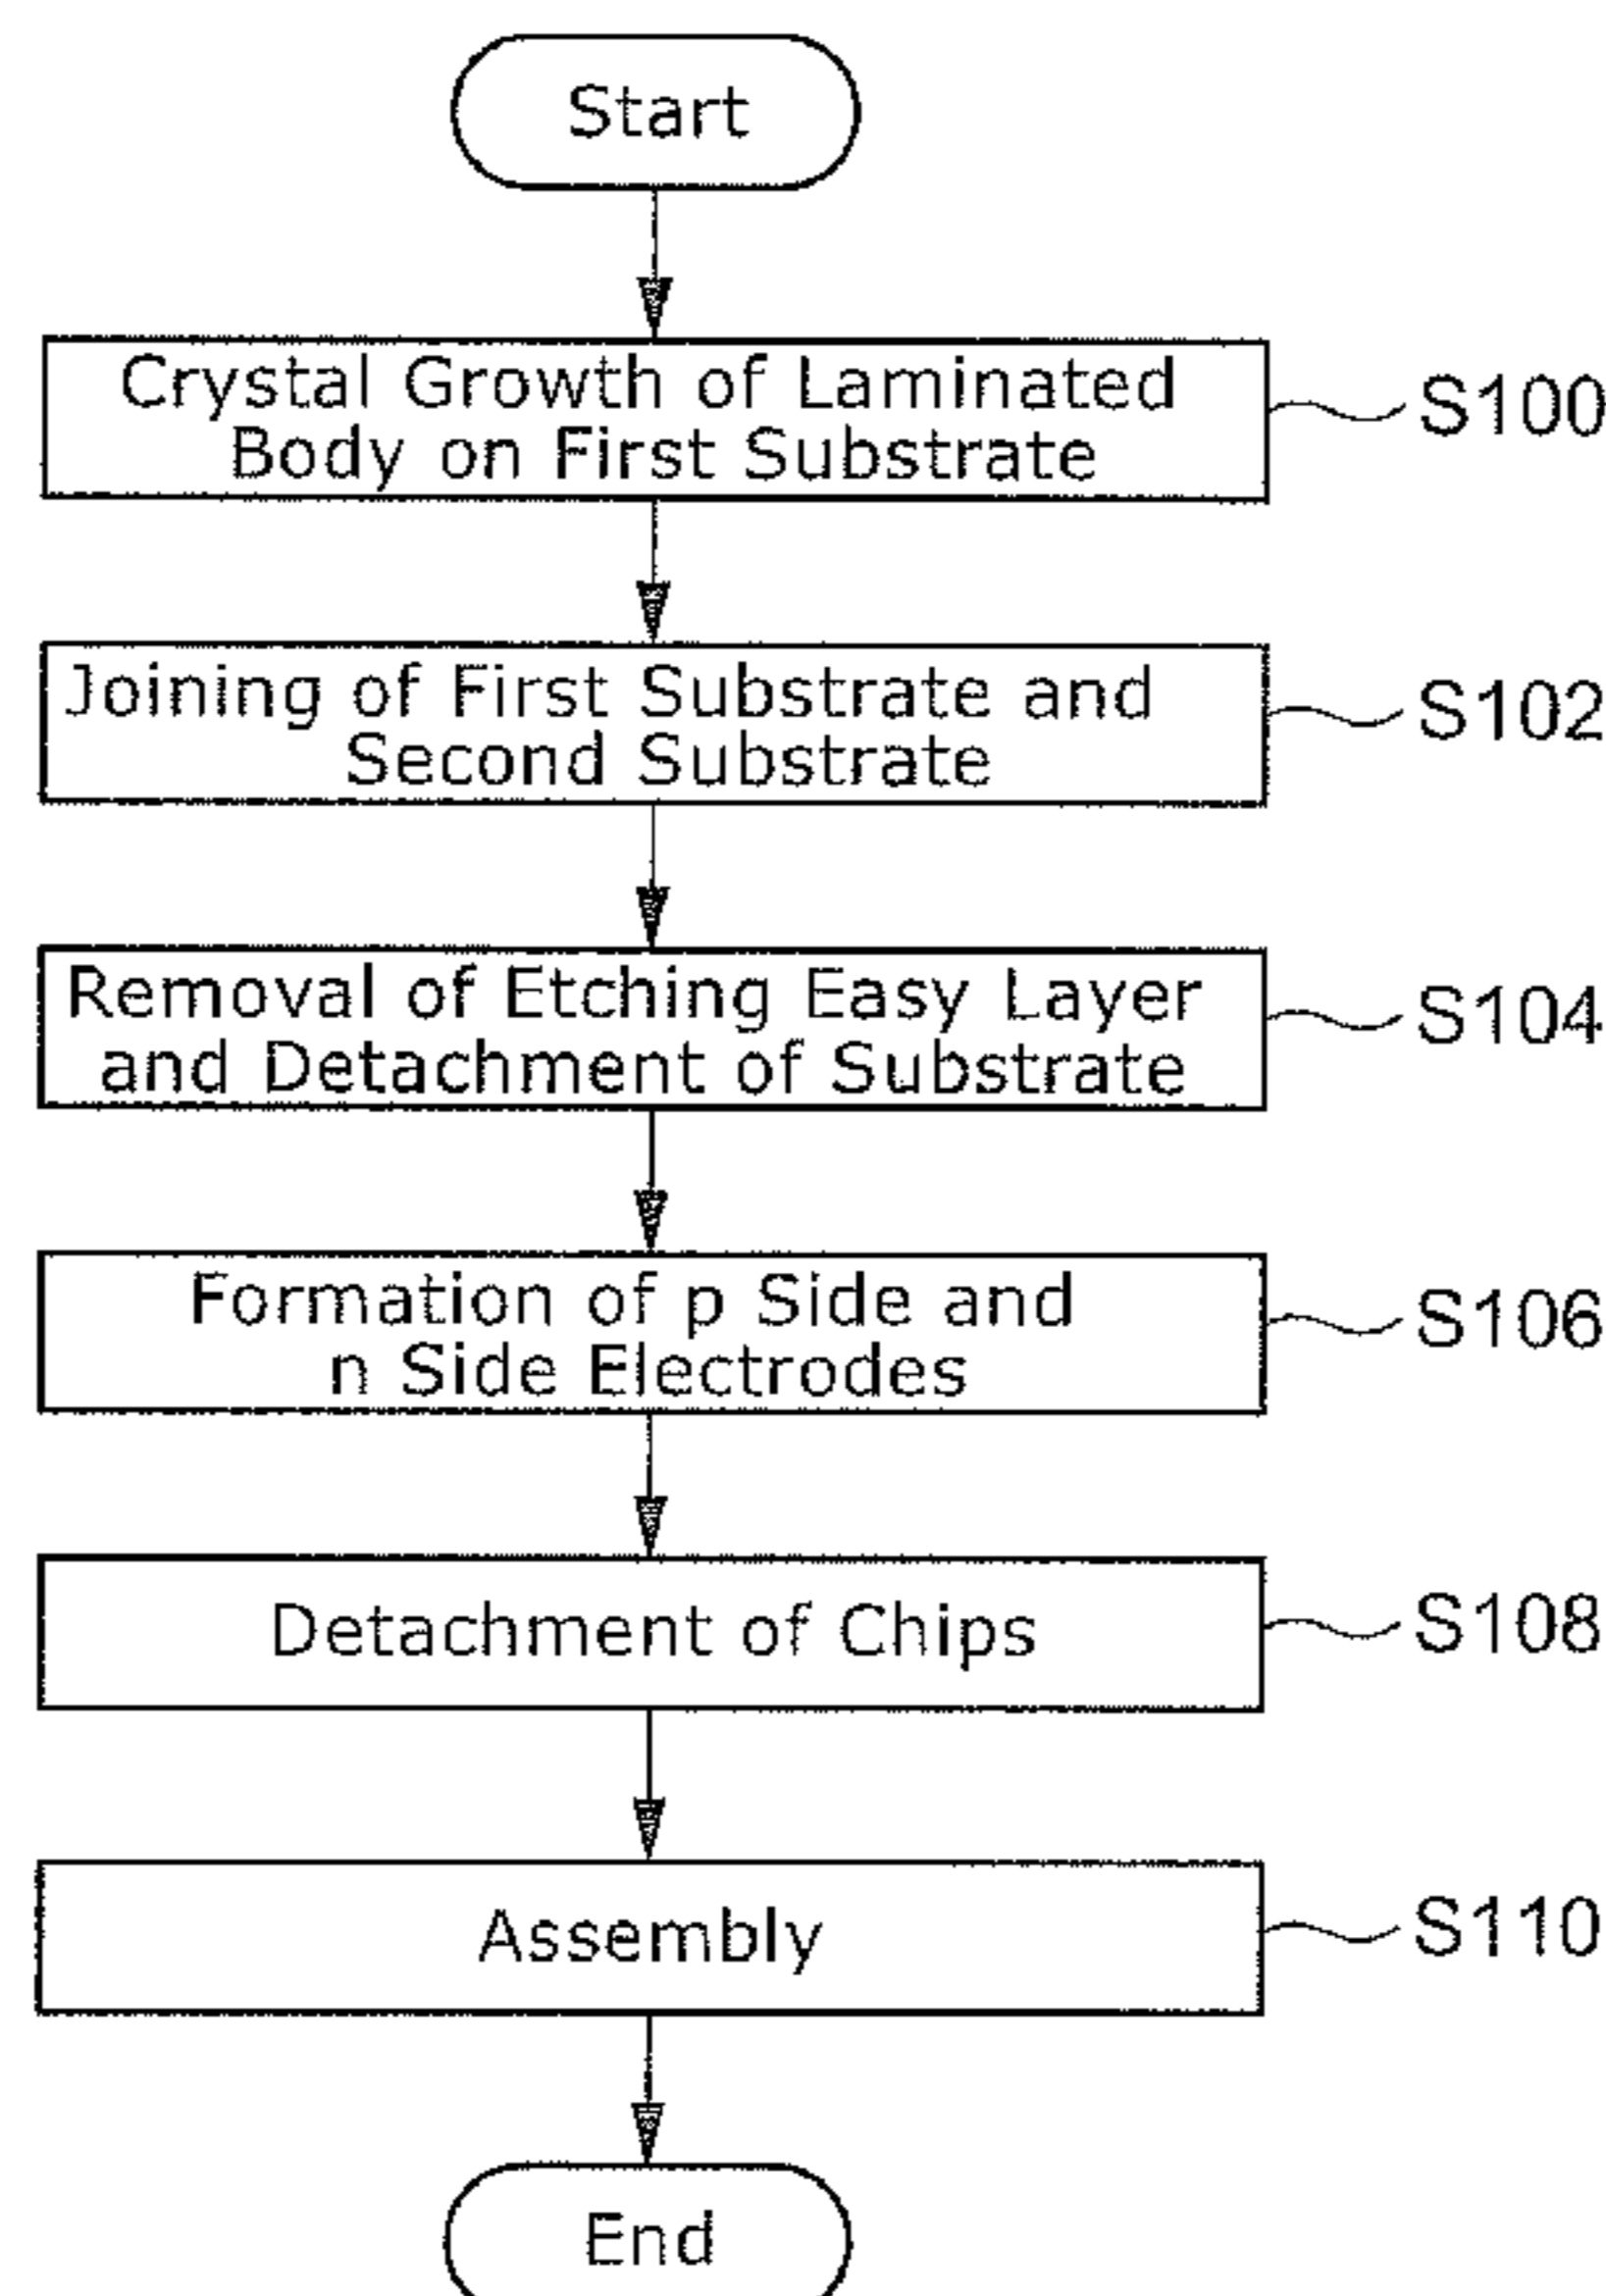 Start
Crystal Growth of Laminated
Body on First Substrate
S100
Joining of First Substrate and
Second Substrate
S102
Removal of Etching Easy Layer
and Detachment of Substrate
S104
Formation of p Side and
n Side Electrodes
S106
Detachment of Chips
S108
Assembly
S110
End